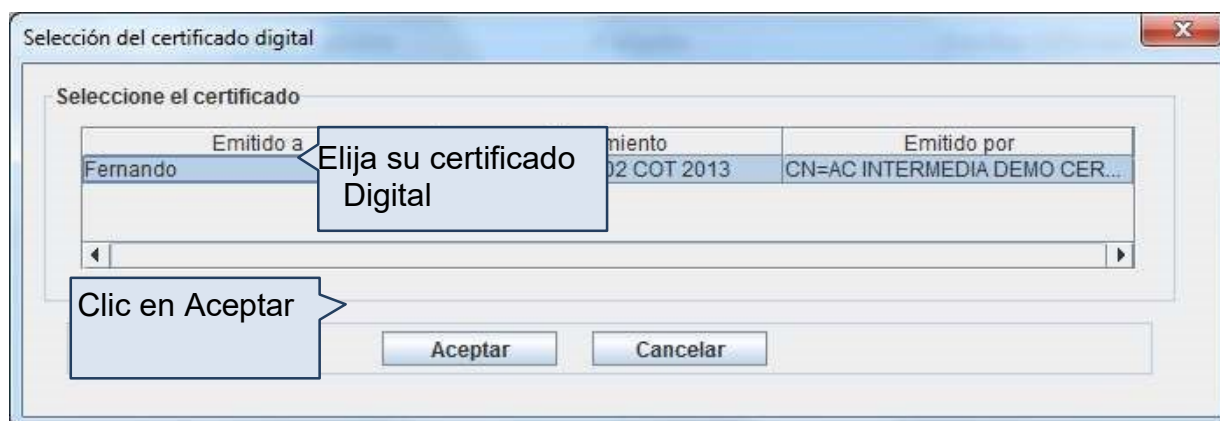 Selección del certificado digital
Seleccione el certificado
Emitido a miento Emitido por
Fernando 02 COT 2013 CN=AC INTERMEDIA DEMO CER...
Elija su certificado
Digital
Clic en Aceptar
Aceptar Cancelar